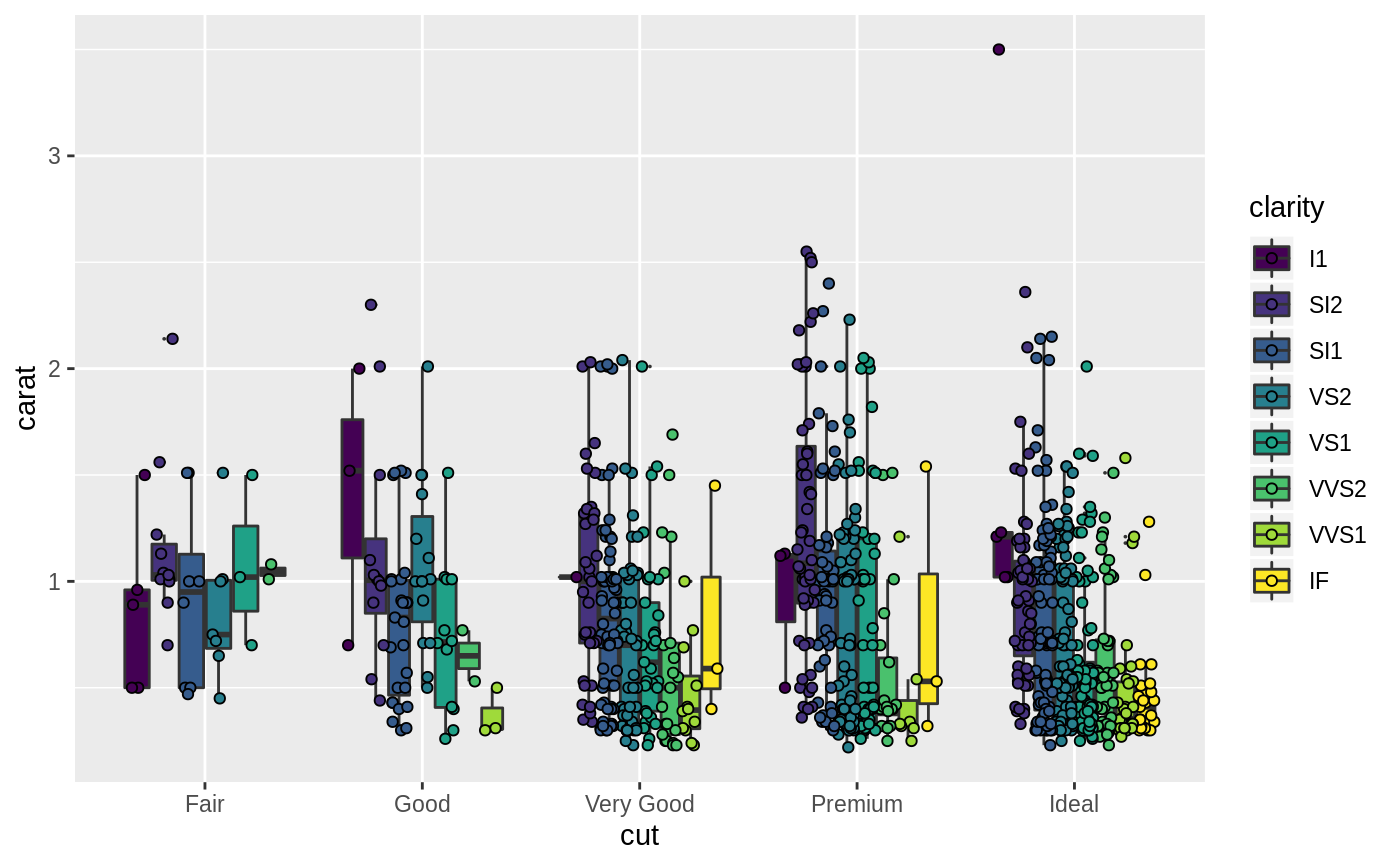 carat
3
2
1
Fair
Good
Very Good
Premium
Ideal
cut
clarity
I1
SI2
SI1
VS2
VS1
VVS2
VVS1
IF